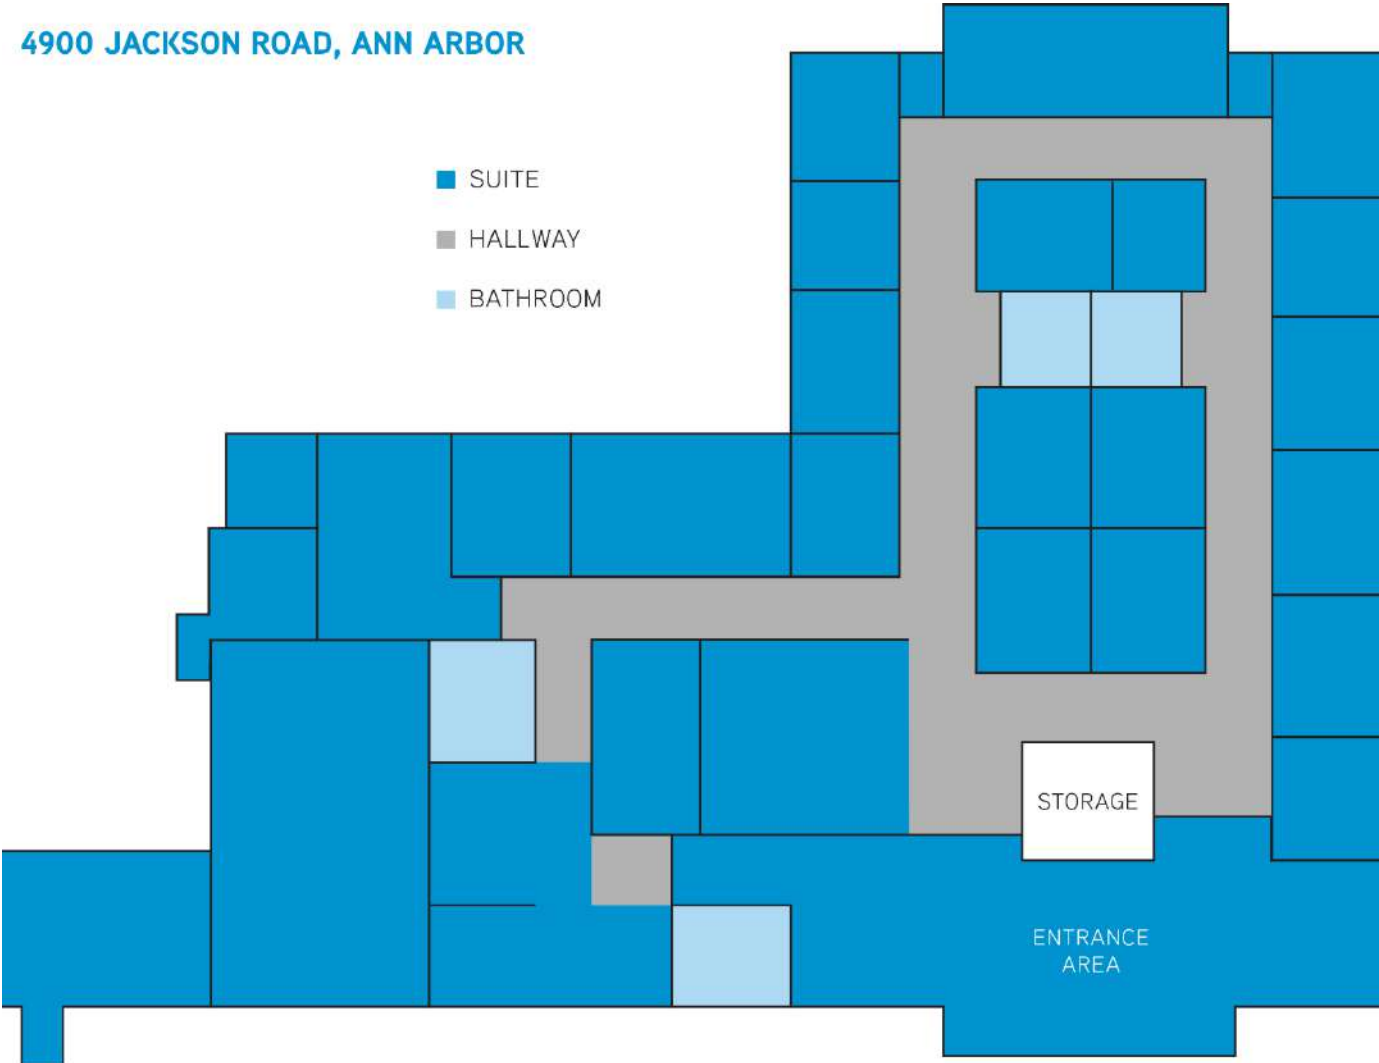 4900 JACKSON ROAD, ANN ARBOR
SUITE
HALLWAY
BATHROOM
STORAGE
ENTRANCE
AREA